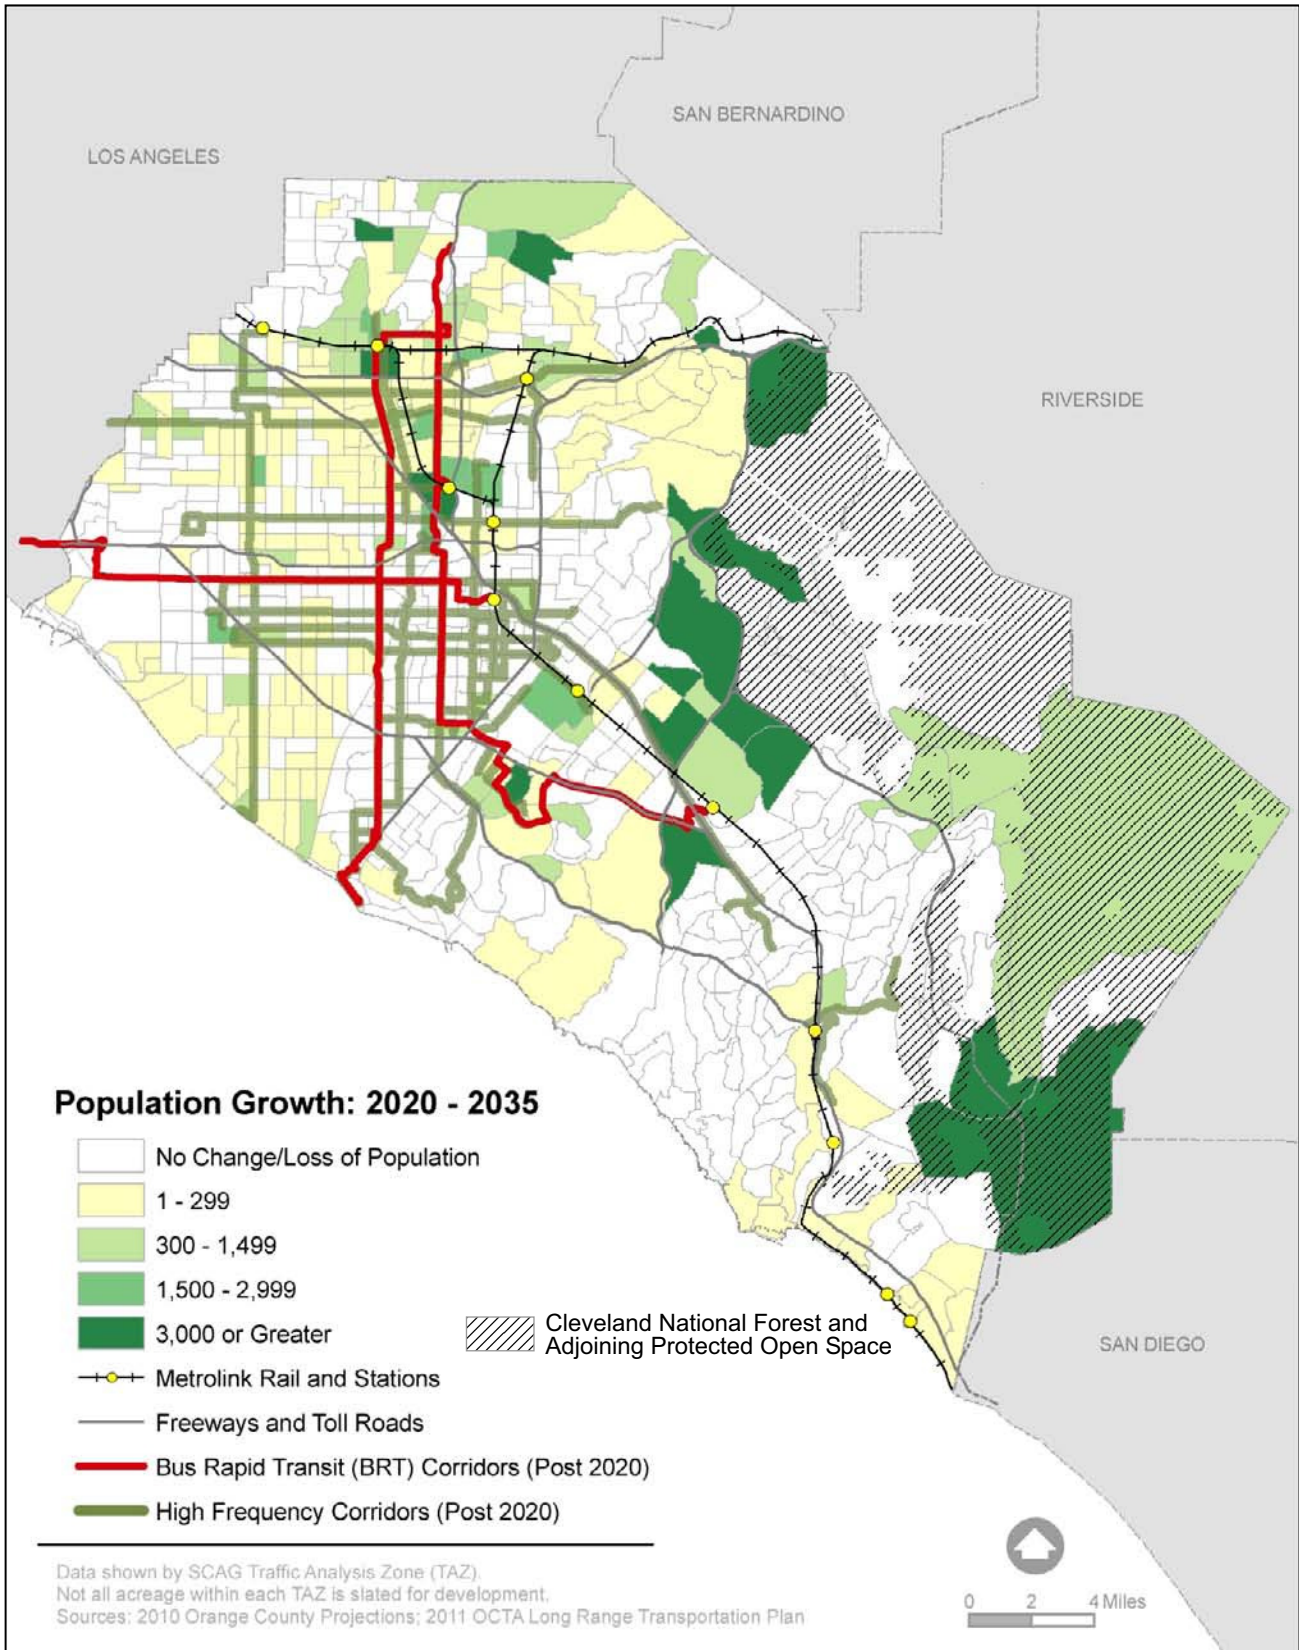 SAN BERNARDINO
LOS ANGELES
RIVERSIDE
Population Growth: 2020 - 2035
No Change/Loss of Population
1 - 299
300 - 1,499
1,500 - 2,999
3,000 or Greater
Cleveland National Forest and
Adjoining Protected Open Space
SAN DIEGO
Metrolink Rail and Stations
Freeways and Toll Roads
Bus Rapid Transit (BRT) Corridors (Post 2020)
High Frequency Corridors (Post 2020)
Data shown by SCAG Traffic Analysis Zone (TAZ).
Not all acreage within each TAZ is slated for development.
Sources: 2010 Orange County Projections; 2011 OCTA Long Range Transportation Plan
0 2 4 Miles